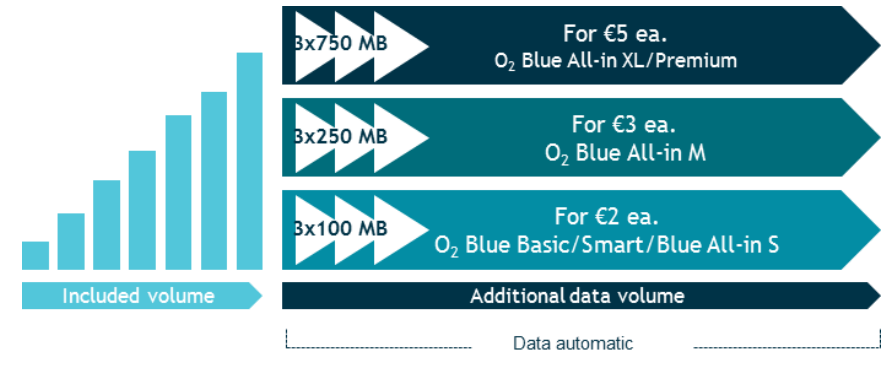 3x750 MB
For €5 ea.
O₂ Blue All-in XL/Premium
3x250 MB
For €3 ea.
O₂ Blue All-in M
3x100 MB
For €2 ea.
O₂ Blue Basic/Smart/Blue All-in S
Included volume
Additional data volume
Data automatic